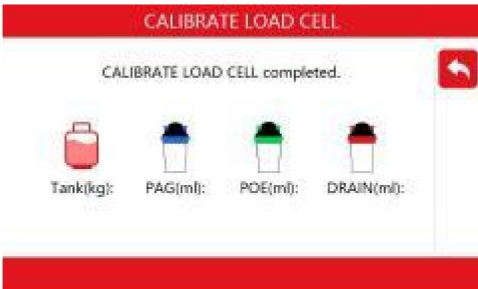 CALIBRATE LOAD CELL
CALIBRATE LOAD CELL completed.
Tank(kg): PAG(ml): POE(ml): DRAIN(ml):